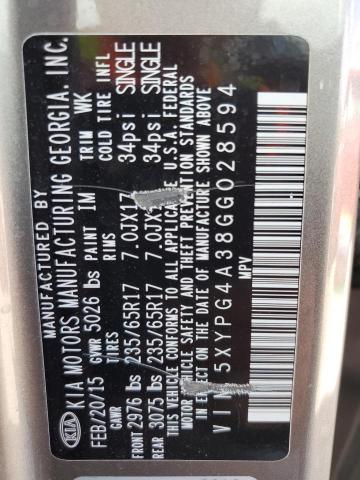 MANUFACTURED BY
KIA MOTORS MANUFACTURING GEORGIA, INC.
KIA
FEB/20/15 GVWR 5026 lbs PAINT IM TRIM WK
GAWR TIRES RIMS COLD TIRE INFL
FRONT 2976 lbs 235/65R17 7.0JX17 34psi SINGLE
REAR 3075 lbs 235/65R17 7.0JX 34psi SINGLE
THIS VEHICLE CONFORMS TO ALL APPLICABLE U.S.A. FEDERAL
MOTOR VEHICLE SAFETY AND THEFT PREVENTION STANDARDS
IN EFFECT ON THE DATE OF MANUFACTURE SHOWN ABOVE
VIN 5XYPG4A38GG028594
MPV